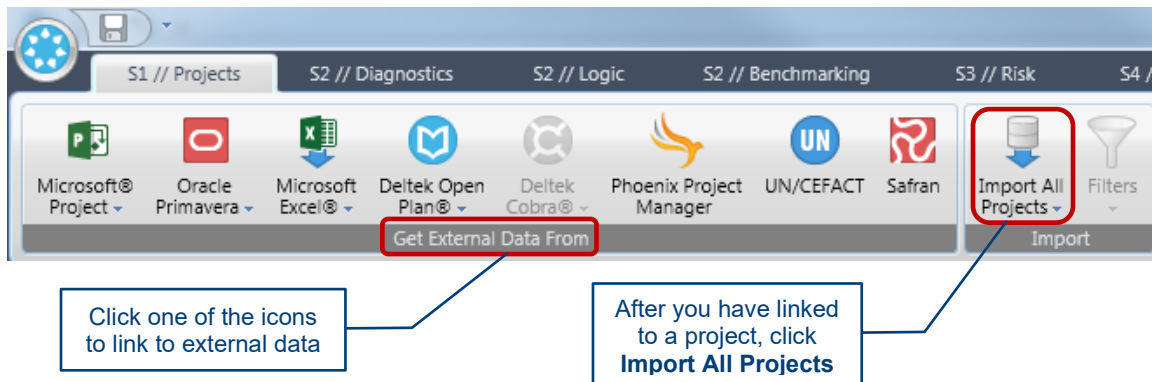 S1 // Projects S2 // Diagnostics S2 // Logic S2 // Benchmarking S3 // Risk S4 /
P X UN
Microsoft® Project
Oracle Primavera
Microsoft Excel®
Deltek Open Plan®
Deltek Cobra®
Phoenix Project Manager
UN/CEFACT
Safran
Import All Projects
Filters
Get External Data From
Import
Click one of the icons
to link to external data
After you have linked
to a project, click
Import All Projects